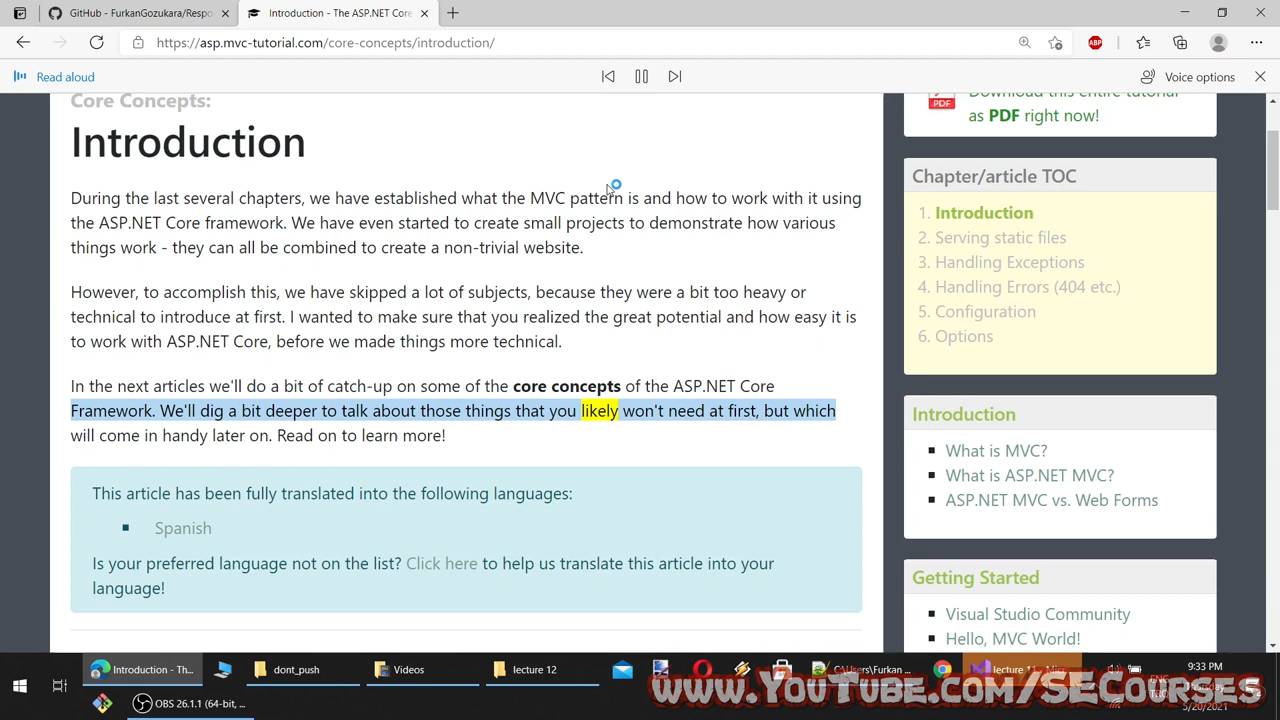 GitHub - FurkanGozukara/Respo
Introduction - The ASP.NET Core
https://asp.mvc-tutorial.com/core-concepts/introduction/
ABP
Read aloud
Voice options
Core Concepts:
Introduction
During the last several chapters, we have established what the MVC pattern is and how to work with it using
the ASP.NET Core framework. We have even started to create small projects to demonstrate how various
things work - they can all be combined to create a non-trivial website.
However, to accomplish this, we have skipped a lot of subjects, because they were a bit too heavy or
technical to introduce at first. I wanted to make sure that you realized the great potential and how easy it is
to work with ASP.NET Core, before we made things more technical.
In the next articles we'll do a bit of catch-up on some of the core concepts of the ASP.NET Core
Framework. We'll dig a bit deeper to talk about those things that you likely won't need at first, but which
will come in handy later on. Read on to learn more!
This article has been fully translated into the following languages:
Spanish
Is your preferred language not on the list? Click here to help us translate this article into your
language!
Download this entire tutorial
PDF
as PDF right now!
Chapter/article TOC
1. Introduction
2. Serving static files
3. Handling Exceptions
4. Handling Errors (404 etc.)
5. Configuration
6. Options
Introduction
What is MVC?
What is ASP.NET MVC?
ASP.NET MVC vs. Web Forms
Getting Started
Visual Studio Community
Hello, MVC World!
Introduction - Th...
dont_push
Videos
lecture 12
C:\Users\Furkan ...
lecture 11 - Micr...
9:33 PM
Thursday
5/20/2021
ENG
OBS 26.1.1 (64-bit, ...
www.YouTube.com/SECourses